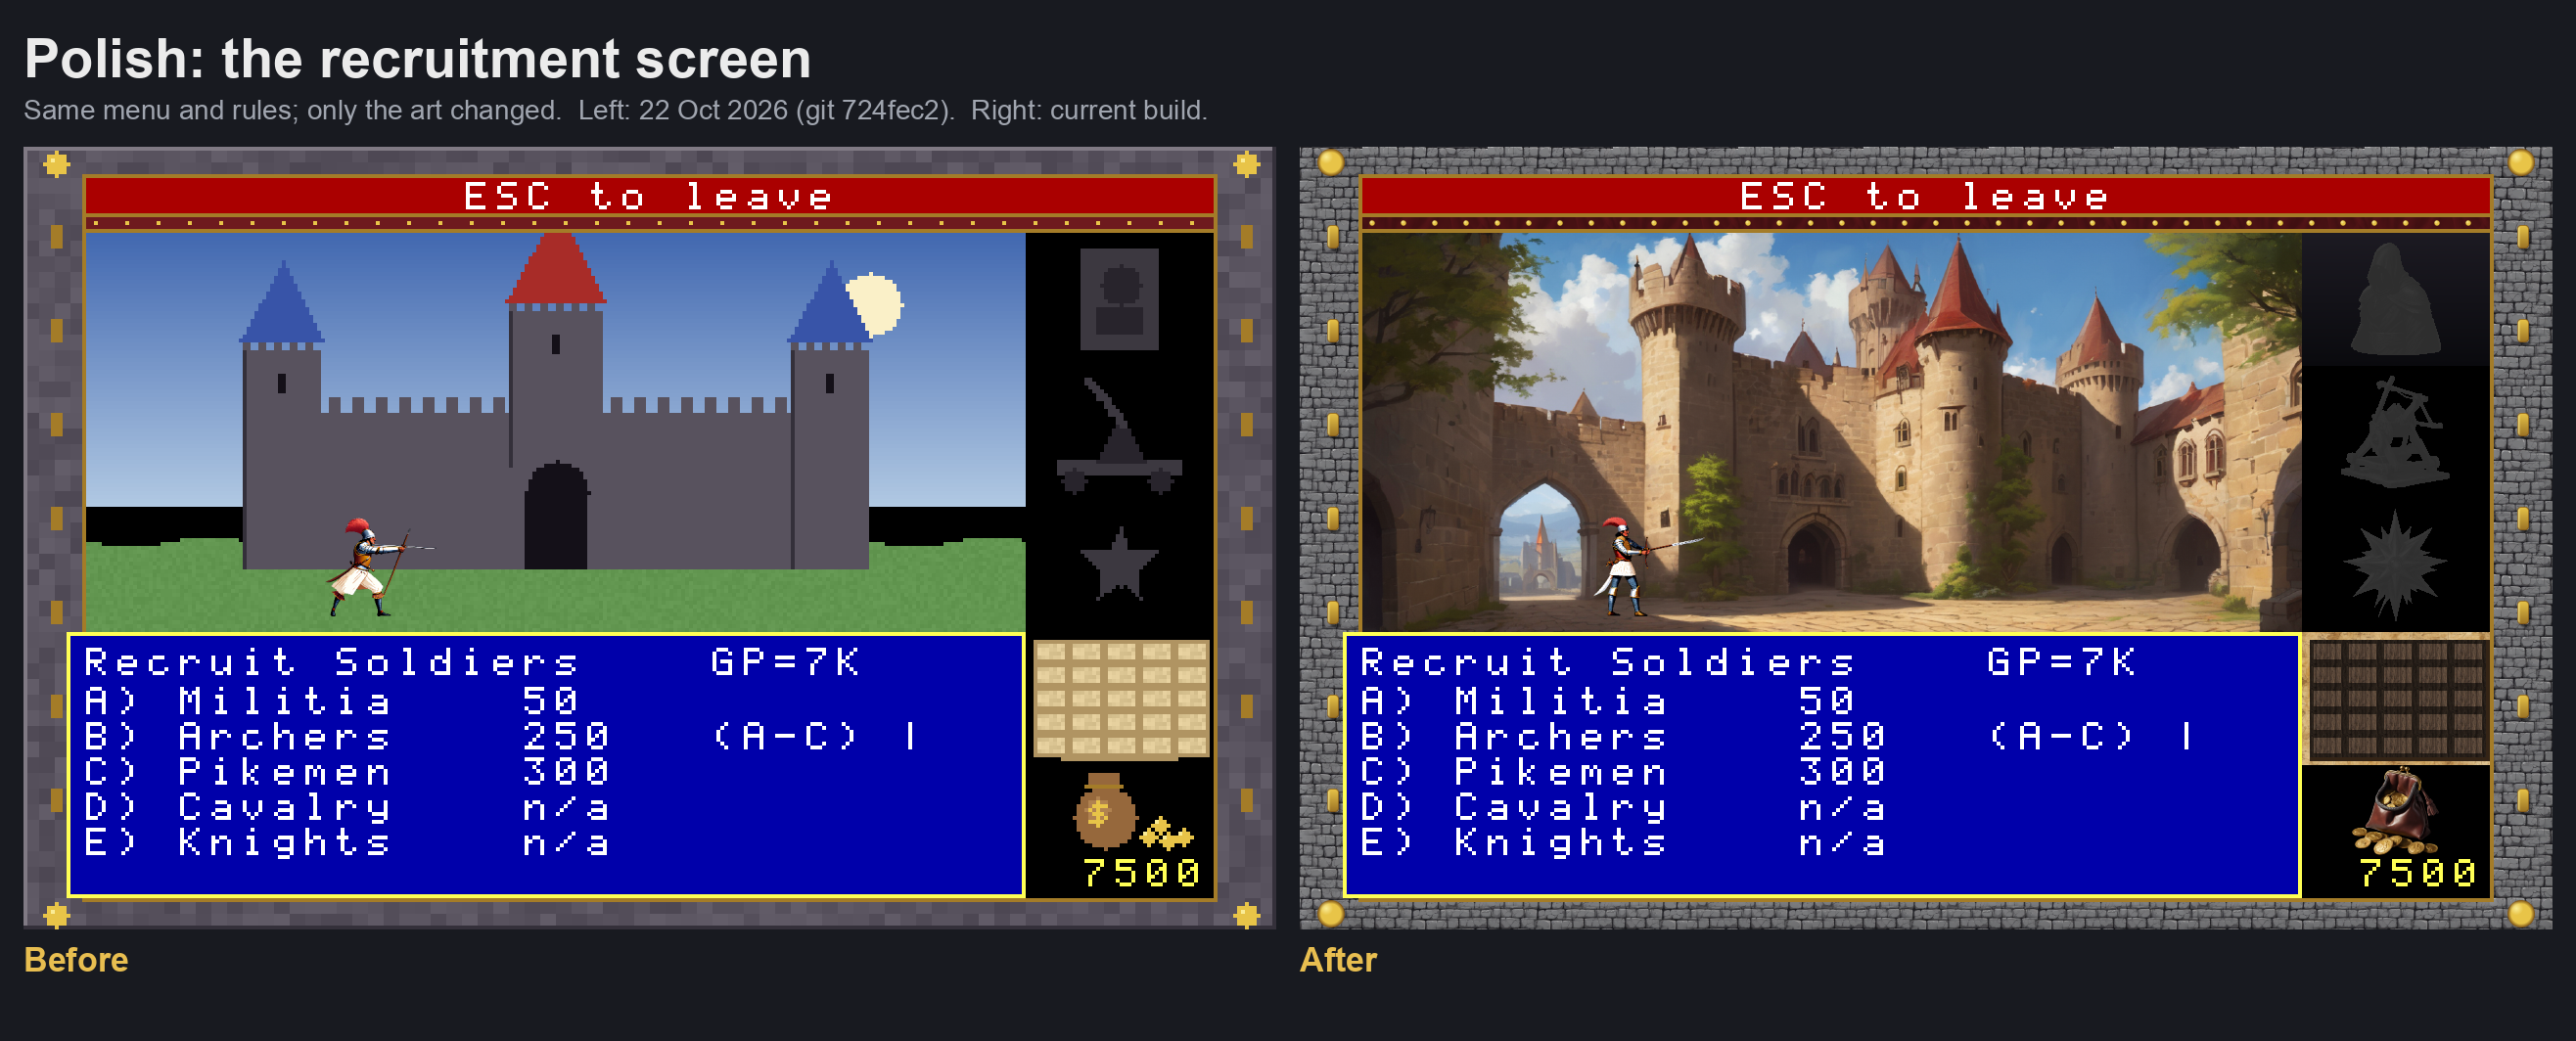 Polish: the recruitment screen
Same menu and rules; only the art changed.  Left: 22 Oct 2026 (git 724fec2).  Right: current build.
ESC to leave
Recruit Soldiers GP=7K
A) Militia 50
B) Archers 250 (A-C) |
C) Pikemen 300
D) Cavalry n/a
E) Knights n/a
$
7500
Before
ESC to leave
Recruit Soldiers GP=7K
A) Militia 50
B) Archers 250 (A-C) |
C) Pikemen 300
D) Cavalry n/a
E) Knights n/a
7500
After